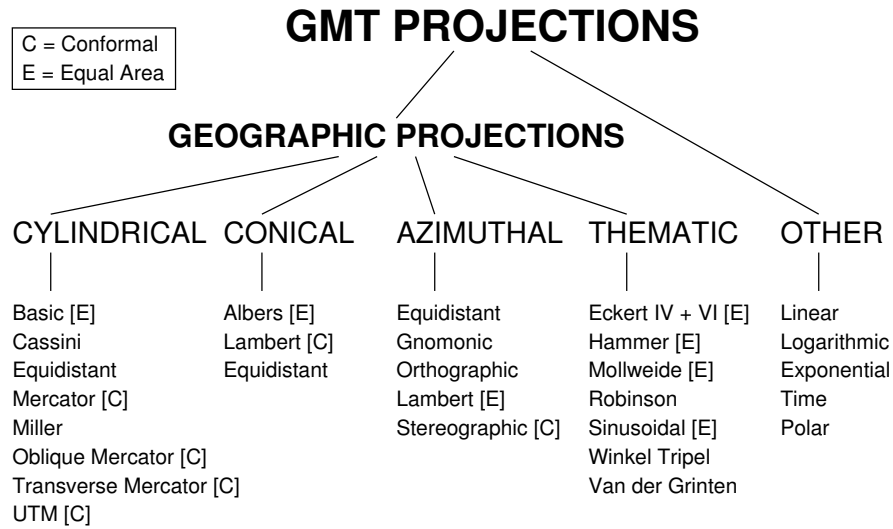 GMT PROJECTIONS
C = Conformal
E = Equal Area
GEOGRAPHIC PROJECTIONS
CYLINDRICAL
Basic [E]
Cassini
Equidistant
Mercator [C]
Miller
Oblique Mercator [C]
Transverse Mercator [C]
UTM [C]
CONICAL
Albers [E]
Lambert [C]
Equidistant
AZIMUTHAL
Equidistant
Gnomonic
Orthographic
Lambert [E]
Stereographic [C]
THEMATIC
Eckert IV + VI [E]
Hammer [E]
Mollweide [E]
Robinson
Sinusoidal [E]
Winkel Tripel
Van der Grinten
OTHER
Linear
Logarithmic
Exponential
Time
Polar